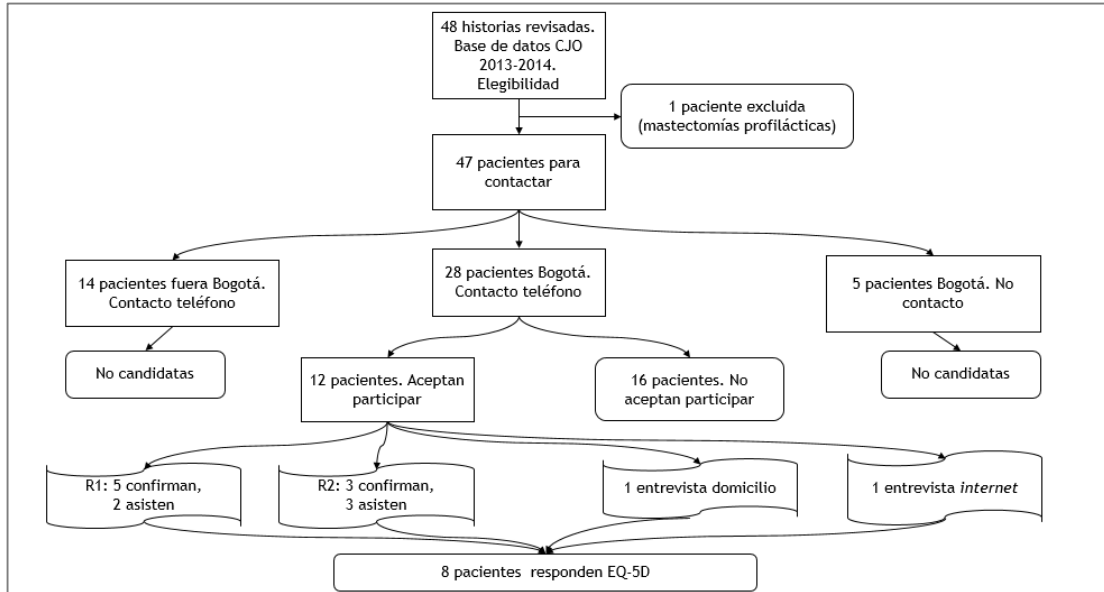 48 historias revisadas.
Base de datos CJO
2013-2014.
Elegibilidad
1 paciente excluida
(mastectomías profilácticas)
47 pacientes para
contactar
14 pacientes fuera Bogotá.
Contacto teléfono
28 pacientes Bogotá.
Contacto teléfono
5 pacientes Bogotá. No
contacto
No candidatas
12 pacientes. Aceptan
participar
16 pacientes. No
aceptan participar
No candidatas
R1: 5 confirman,
2 asisten
R2: 3 confirman,
3 asisten
1 entrevista domicilio
1 entrevista internet
8 pacientes responden EQ-5D